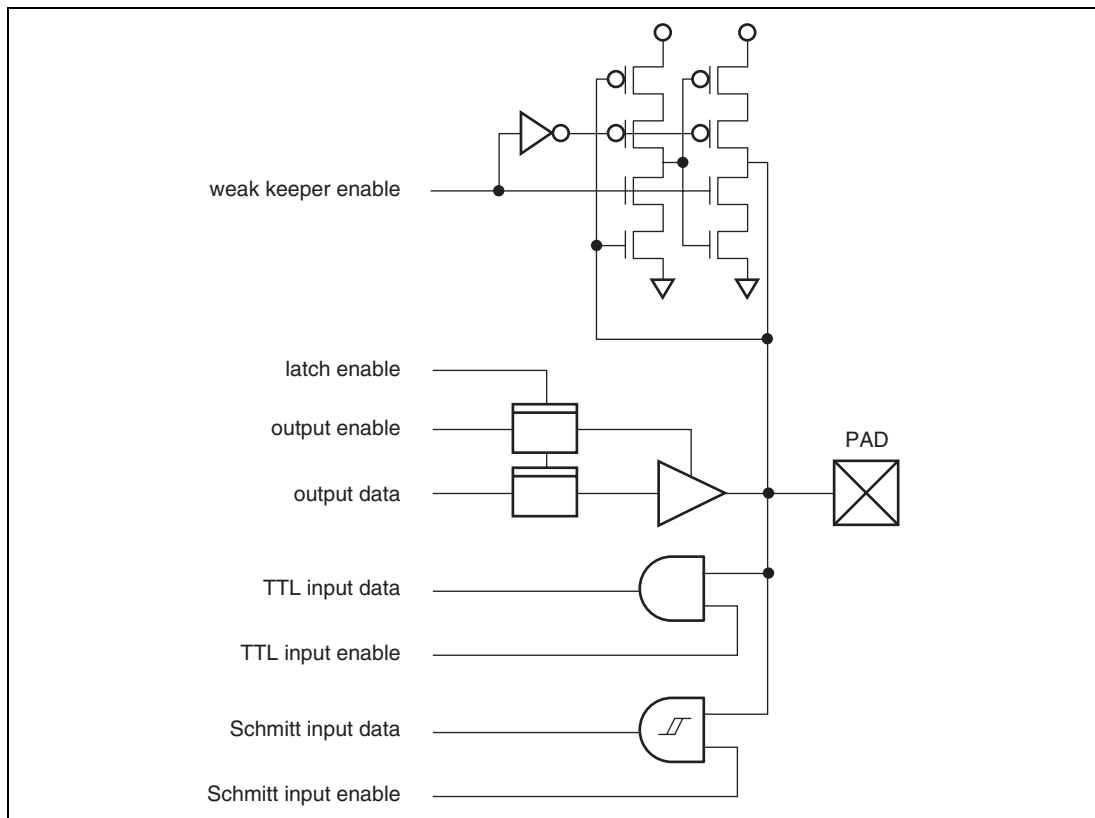 weak keeper enable
latch enable
output enable
PAD
output data
TTL input data
TTL input enable
Schmitt input data
Schmitt input enable